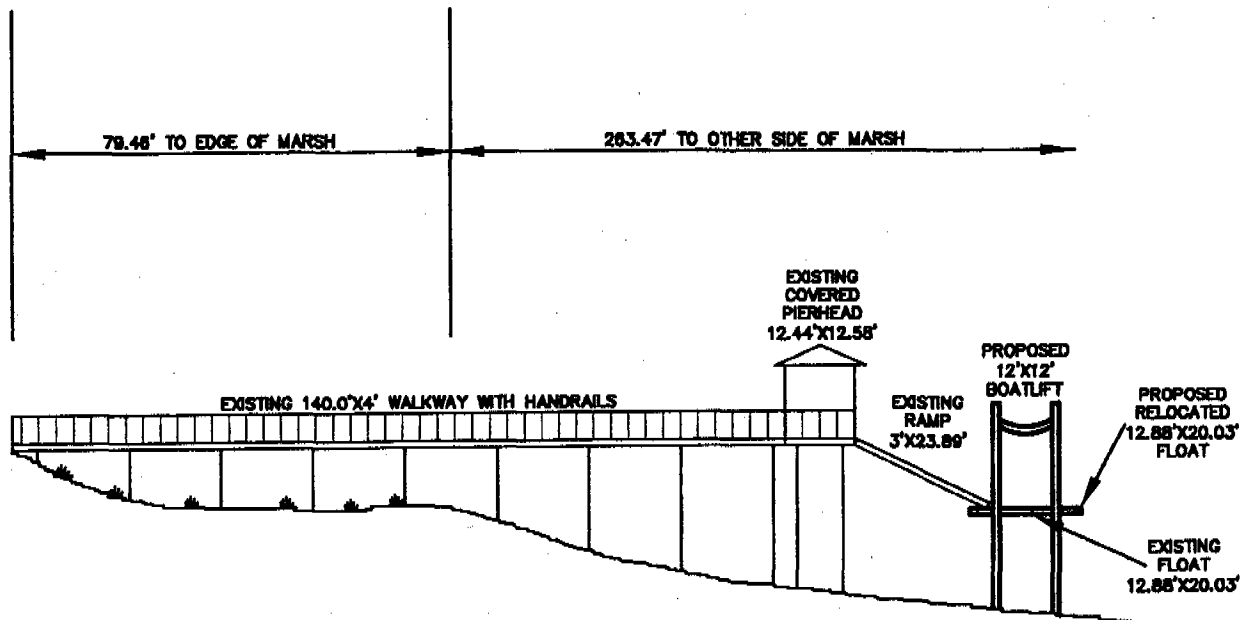 79.46' TO EDGE OF MARSH
263.47' TO OTHER SIDE OF MARSH
EXISTING
COVERED
PIERHEAD
12.44'X12.58'
PROPOSED
12'X12'
BOATLIFT
PROPOSED
RELOCATED
12.88'X20.03'
FLOAT
EXISTING 140.0'X4' WALKWAY WITH HANDRAILS
EXISTING
RAMP
3'X23.89'
EXISTING
FLOAT
12.88'X20.03'